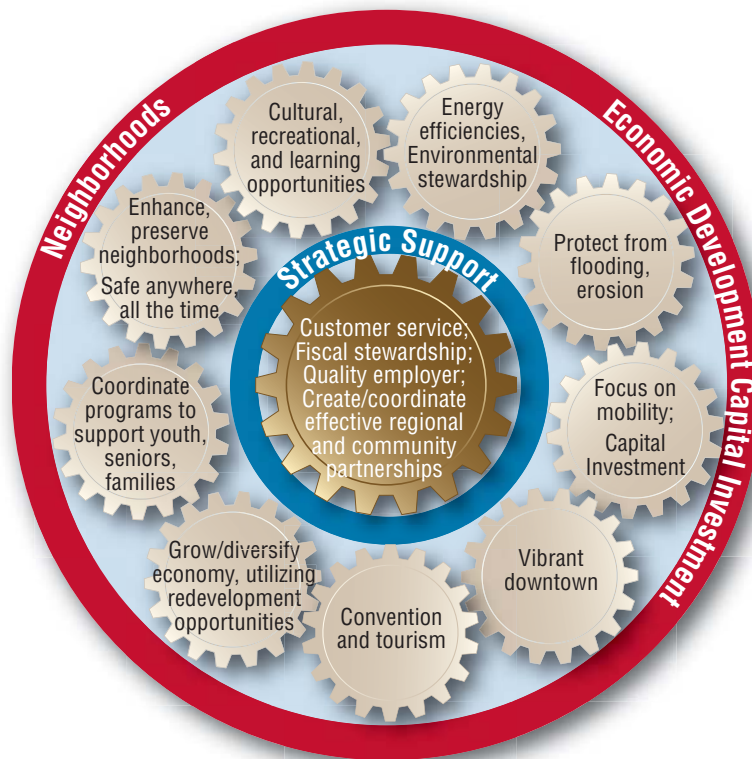 Neighborhoods
Economic Development Capital Investment
Cultural,
recreational,
and learning
opportunities
Energy
efficiencies,
Environmental
stewardship
Enhance,
preserve
neighborhoods;
Safe anywhere,
all the time
Protect from
flooding,
erosion
Strategic Support
Customer service;
Fiscal stewardship;
Quality employer;
Create/coordinate
effective regional
and community
partnerships
Coordinate
programs to
support youth,
seniors,
families
Focus on
mobility;
Capital
Investment
Grow/diversify
economy, utilizing
redevelopment
opportunities
Convention
and tourism
Vibrant
downtown